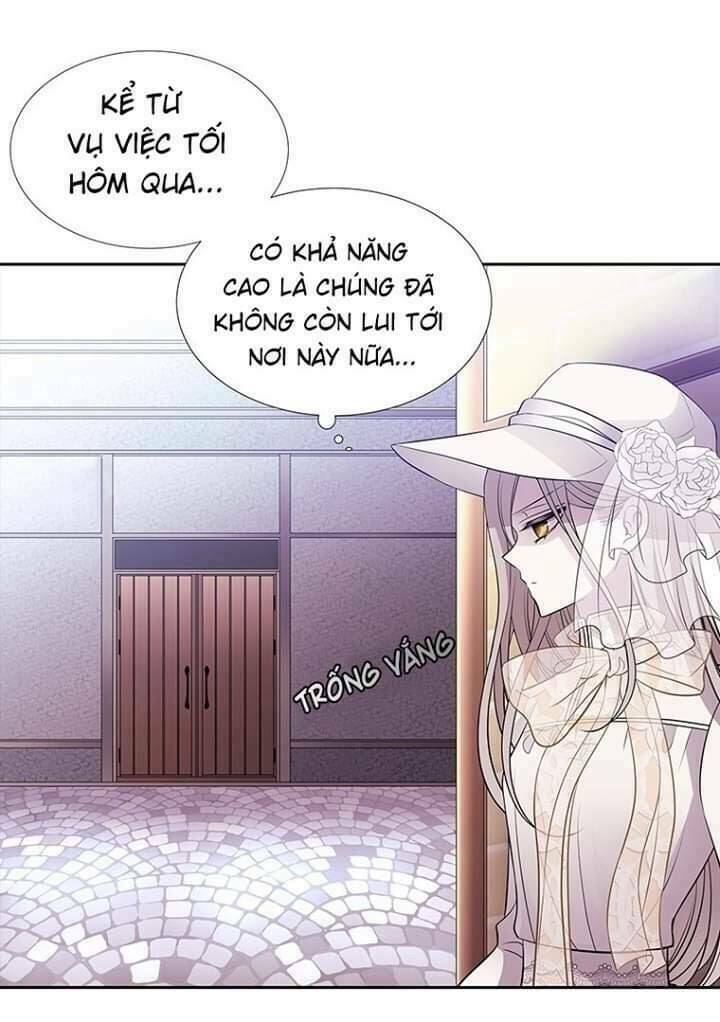 KỂ TỪ
VỤ VIỆC TỐI
HÔM QUA...
CÓ KHẢ NĂNG
CAO LÀ CHÚNG ĐÃ
KHÔNG CÒN LUI TỚI
NƠI NÀY NỮA...
TRỐNG VẮNG